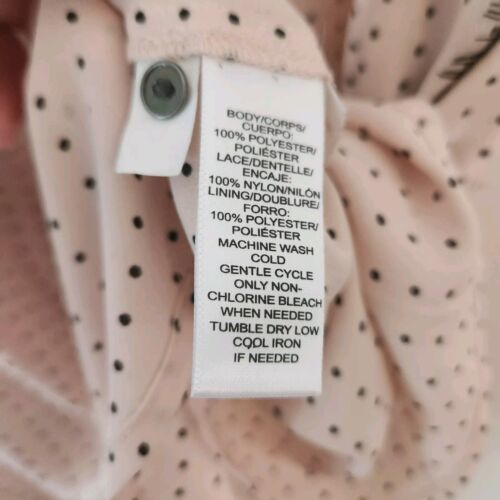 BODY/CORPS/
CUERPO:
100% POLYESTER/
POLIÉSTER
LACE/DENTELLE/
ENCAJE:
100% NYLON/NILÓN
LINING/DOUBLURE/
FORRO:
100% POLYESTER/
POLIÉSTER
MACHINE WASH
COLD
GENTLE CYCLE
ONLY NON-
CHLORINE BLEACH
WHEN NEEDED
TUMBLE DRY LOW
COOL IRON
IF NEEDED